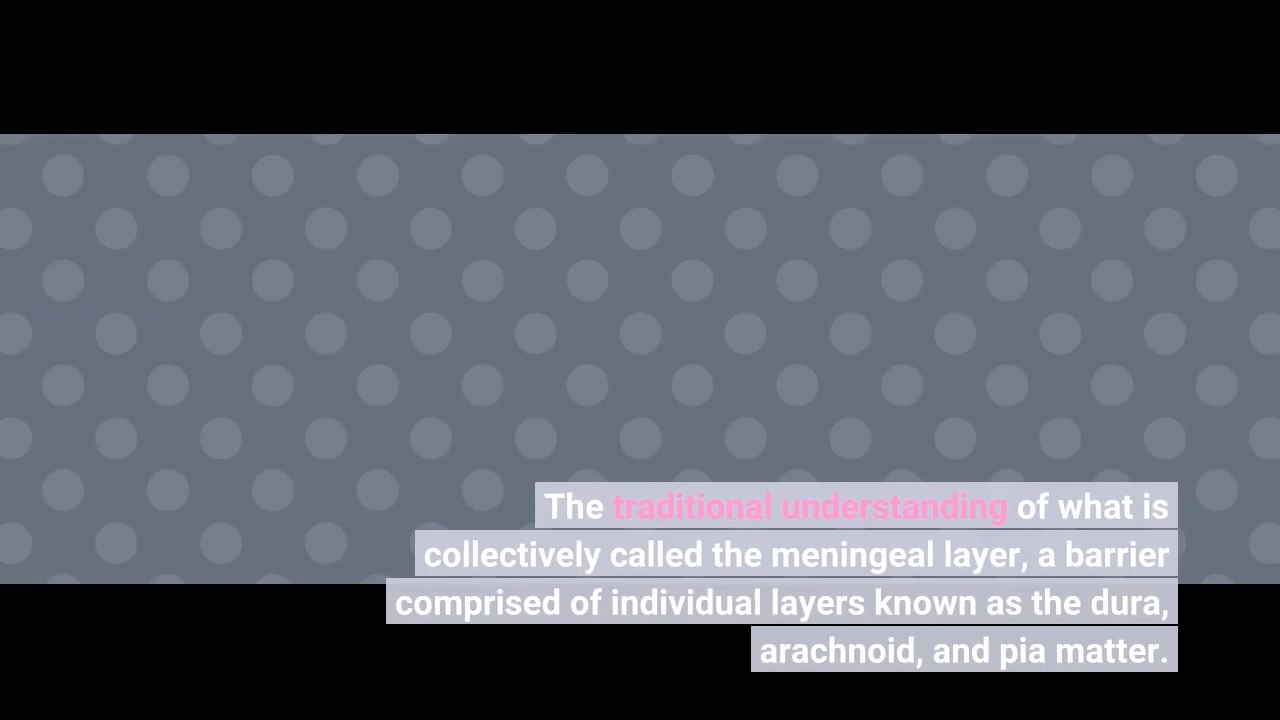 The traditional understanding of what is
collectively called the meningeal layer, a barrier
comprised of individual layers known as the dura,
arachnoid, and pia matter.